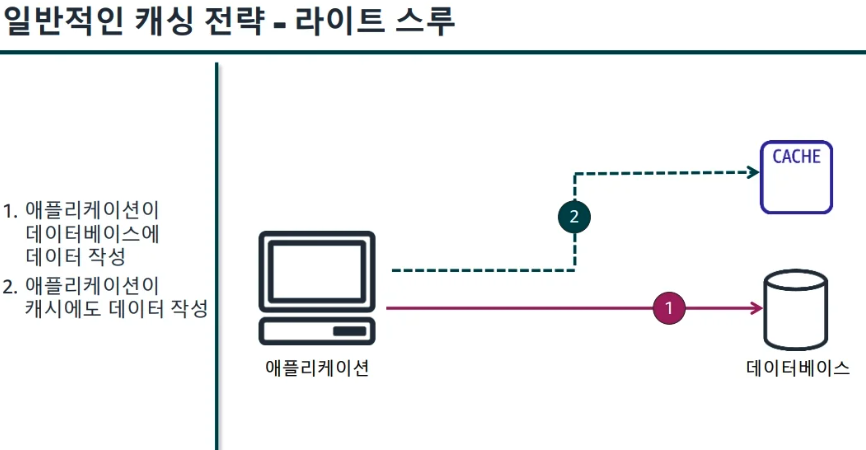 일반적인 캐싱 전략 - 라이트 스루
1. 애플리케이션이
데이터베이스에
데이터 작성
2. 애플리케이션이
캐시에도 데이터 작성
CACHE
2
1
애플리케이션
데이터베이스